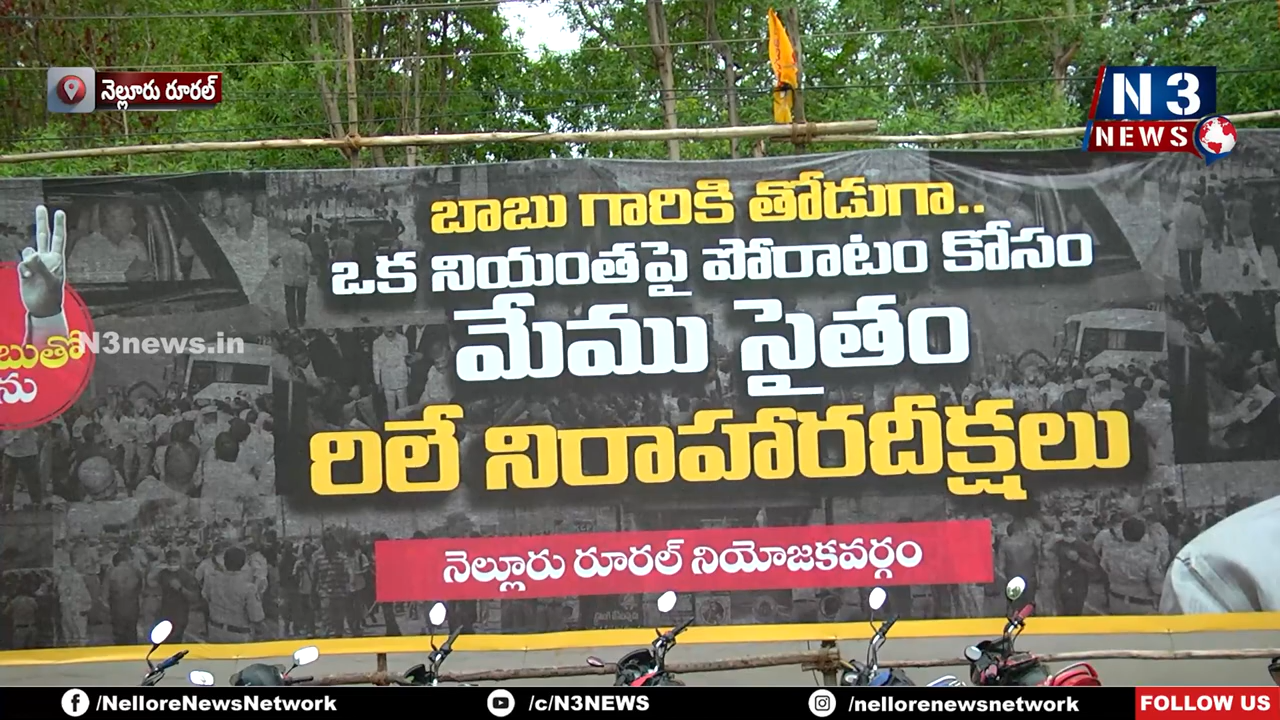 నెల్లూరు రూరల్
N3
NEWS
బాబు గారికి తోడుగా..
ఒక నియంతపై పోరాటం కోసం
మేము సైతం
రిలే నిరాహారదీక్షలు
నెల్లూరు రూరల్ నియోజకవర్గం
బుతో
ను
N3news.in
/NelloreNewsNetwork
/c/N3NEWS
/nellorenewsnetwork
FOLLOW US